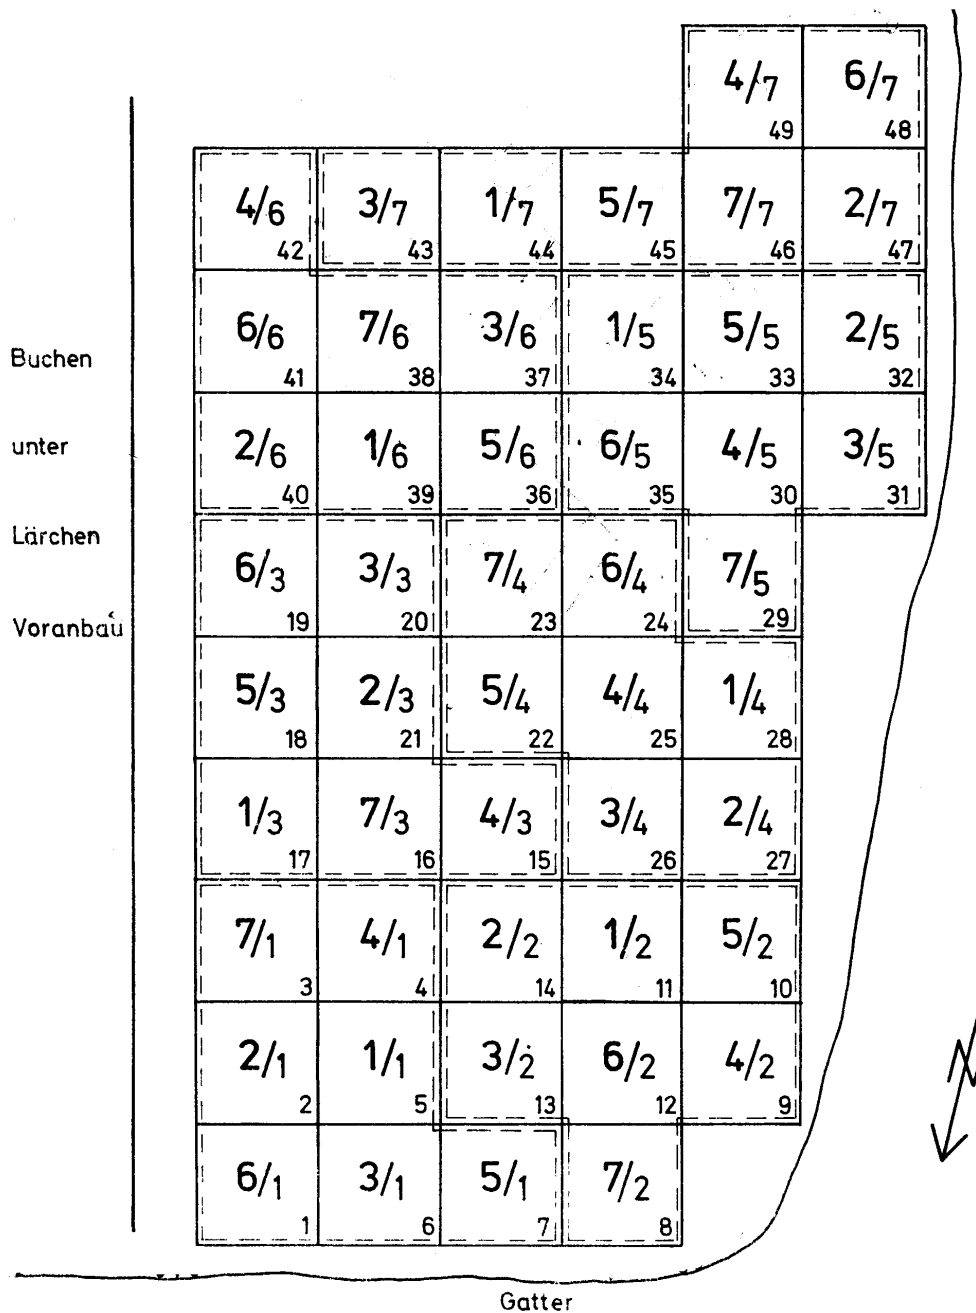 4/7 6/7
49 48
4/6 3/7 1/7 5/7 7/7 2/7
42 43 44 45 46 47
6/6 7/6 3/6 1/5 5/5 2/5
Buchen
41 38 37 34 33 32
2/6 1/6 5/6 6/5 4/5 3/5
unter
40 39 36 35 30 31
Lärchen
6/3 3/3 7/4 6/4 7/5
19 20 23 24 29
Voranbau
5/3 2/3 5/4 4/4 1/4
18 21 22 25 28
1/3 7/3 4/3 3/4 2/4
17 16 15 26 27
7/1 4/1 2/2 1/2 5/2
3 4 14 11 10
2/1 1/1 3/2 6/2 4/2
2 5 13 12 9
N
6/1 3/1 5/1 7/2
1 6 7 8
Gatter